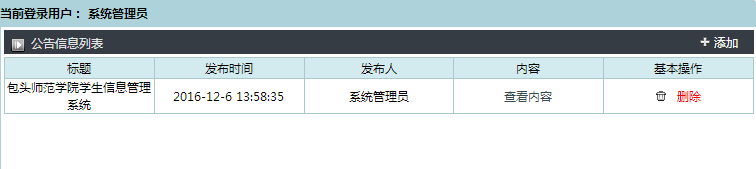 当前登录用户： 系统管理员
公告信息列表 添加
标题 发布时间 发布人 内容 基本操作
包头师范学院学生信息管理
系统 2016-12-6 13:58:35 系统管理员 查看内容 删除